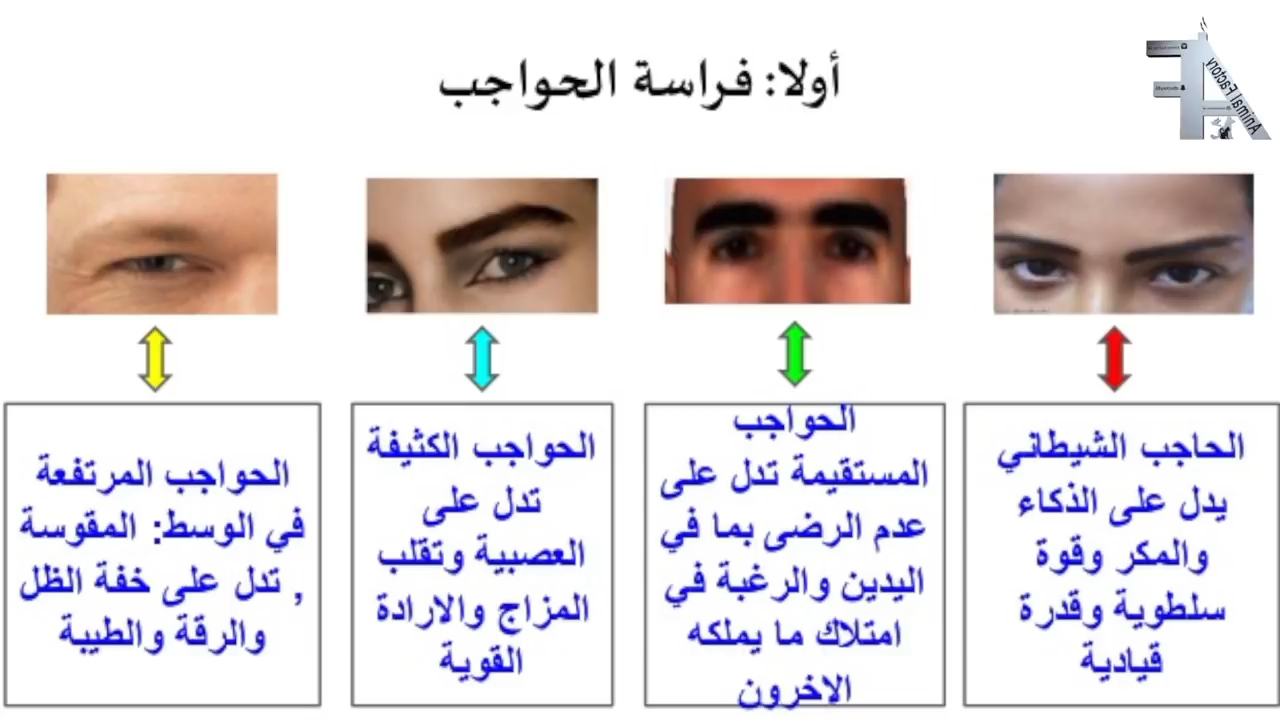 أولا: فراسة الحواجب
Animal Factory
الحاجب الشيطاني
يدل على الذكاء
والمكر وقوة
سلطوية وقدرة
قيادية
الحواجب
المستقيمة تدل على
عدم الرضى بما في
اليدين والرغبة في
امتلاك ما يملكه
الاخرون
الحواجب الكثيفة
تدل على
العصبية وتقلب
المزاج والارادة
القوية
الحواجب المرتفعة
في الوسط: المقوسة
, تدل على خفة الظل
والرقة والطيبة